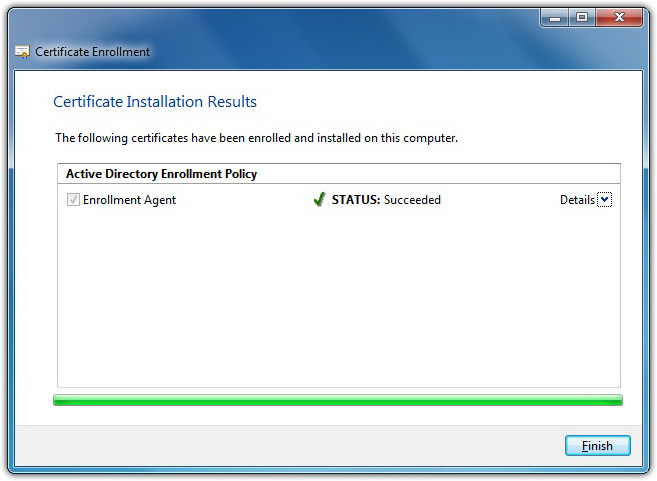 Certificate Enrollment
Certificate Installation Results
The following certificates have been enrolled and installed on this computer.
Active Directory Enrollment Policy
Enrollment Agent STATUS: Succeeded Details
Finish